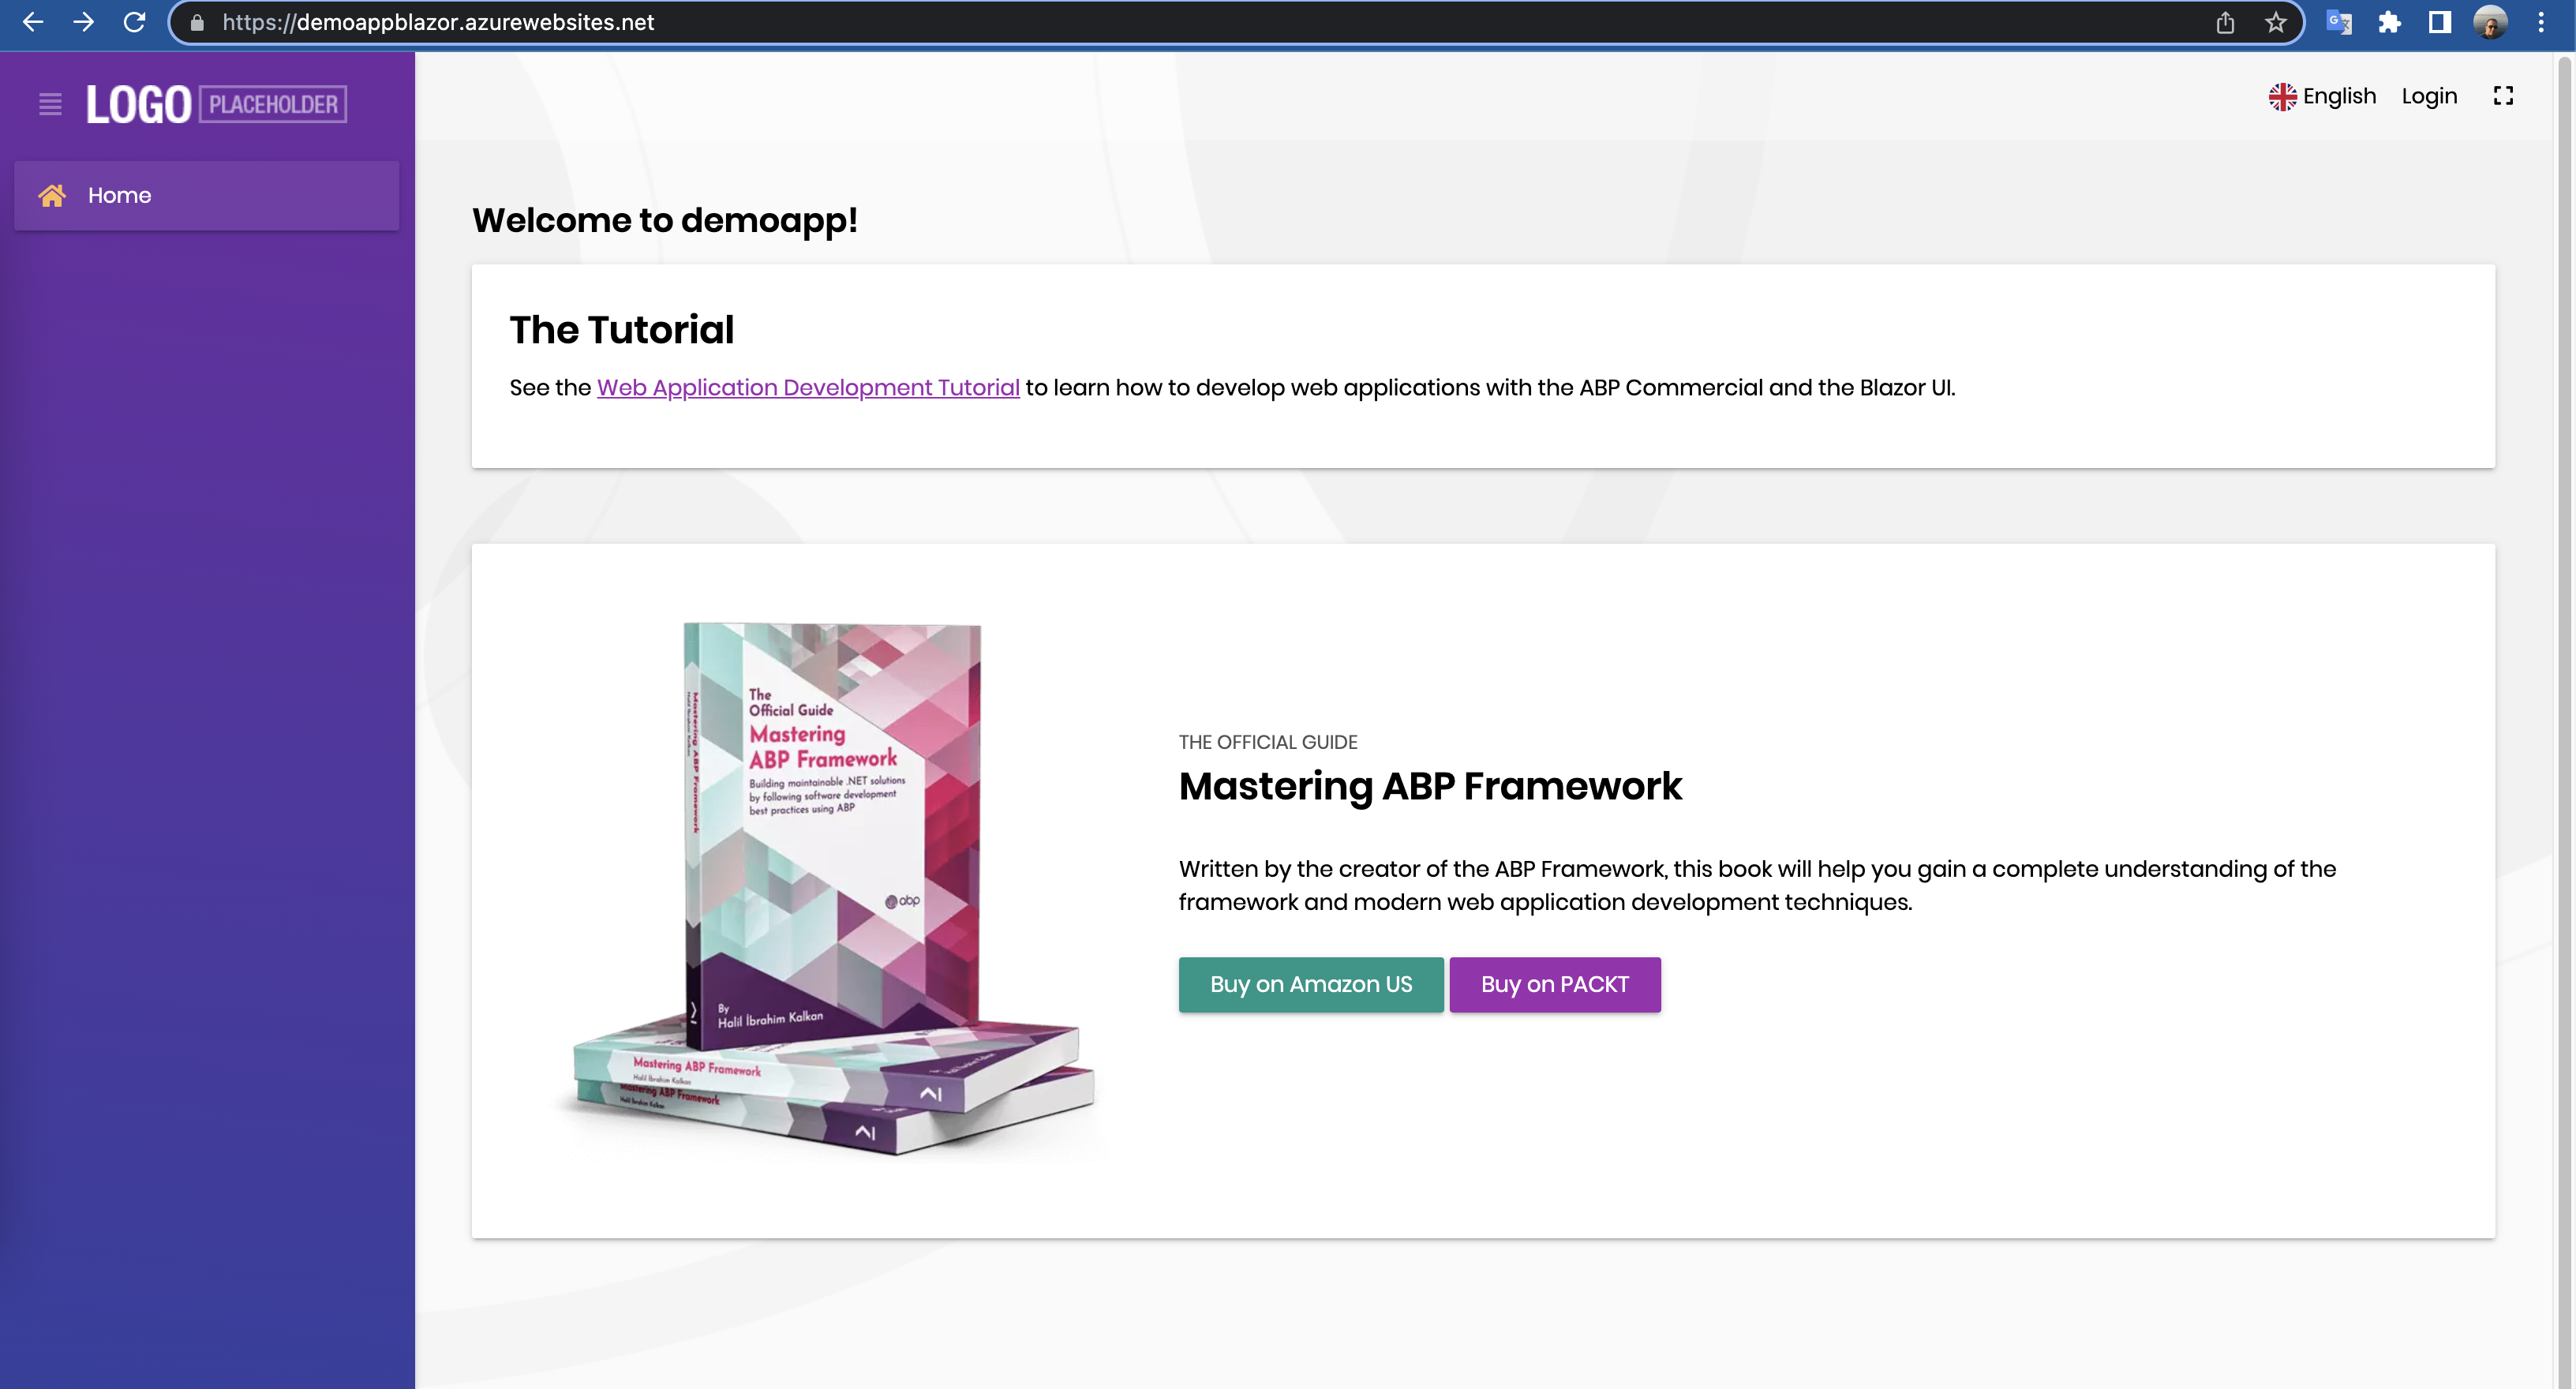 https://demoappblazor.azurewebsites.net
LOGO PLACEHOLDER
English Login
Home
Welcome to demoapp!
The Tutorial
See the Web Application Development Tutorial to learn how to develop web applications with the ABP Commercial and the Blazor UI.
The
Official Guide
Mastering
ABP Framework
Building maintainable .NET solutions
by following software development
best practices using ABP
abp
By
Halil İbrahim Kalkan
Mastering ABP Framework
Mastering ABP Framework
Halil İbrahim Kalkan
Mastering ABP Framework
Halil İbrahim Kalkan
THE OFFICIAL GUIDE
Mastering ABP Framework
Written by the creator of the ABP Framework, this book will help you gain a complete understanding of the
framework and modern web application development techniques.
Buy on Amazon US
Buy on PACKT